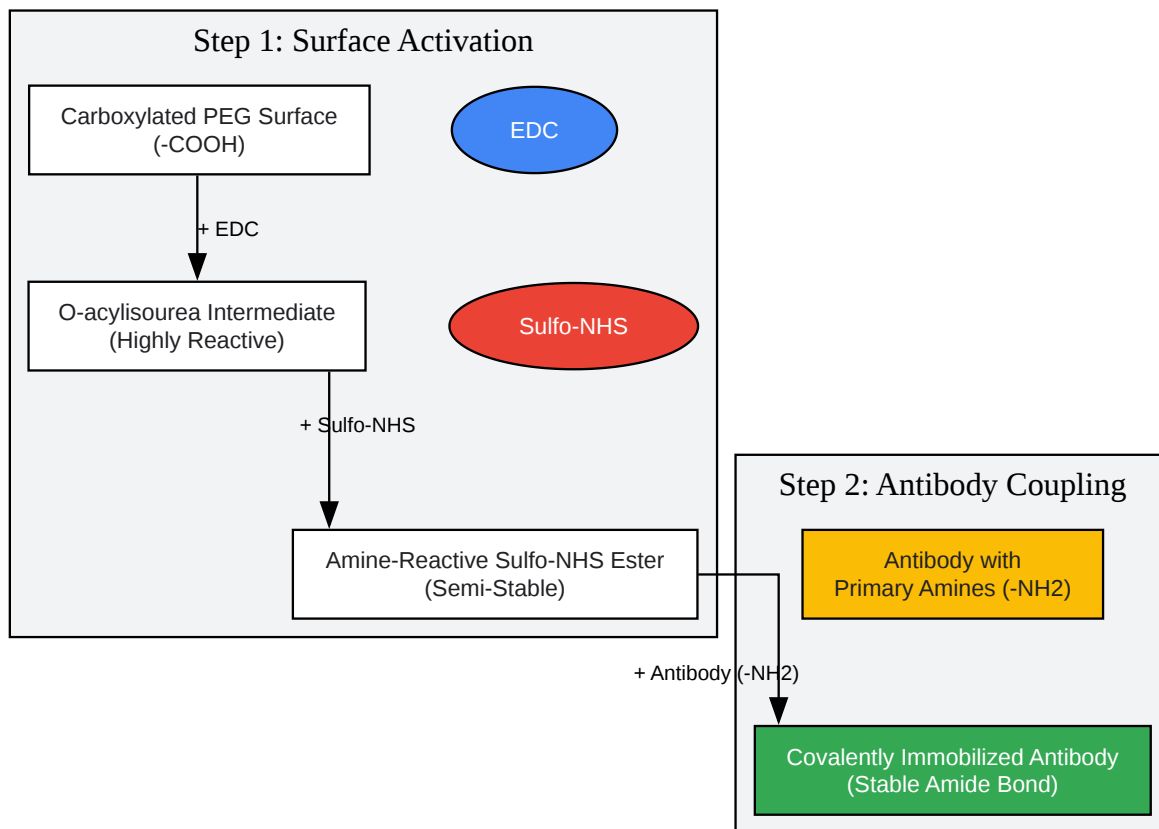 Step 1: Surface Activation
Carboxylated PEG Surface
(-COOH)
EDC
+ EDC
O-acylisourea Intermediate
(Highly Reactive)
Sulfo-NHS
+ Sulfo-NHS
Amine-Reactive Sulfo-NHS Ester
(Semi-Stable)
Step 2: Antibody Coupling
Antibody with
Primary Amines (-NH2)
+ Antibody (-NH2)
Covalently Immobilized Antibody
(Stable Amide Bond)